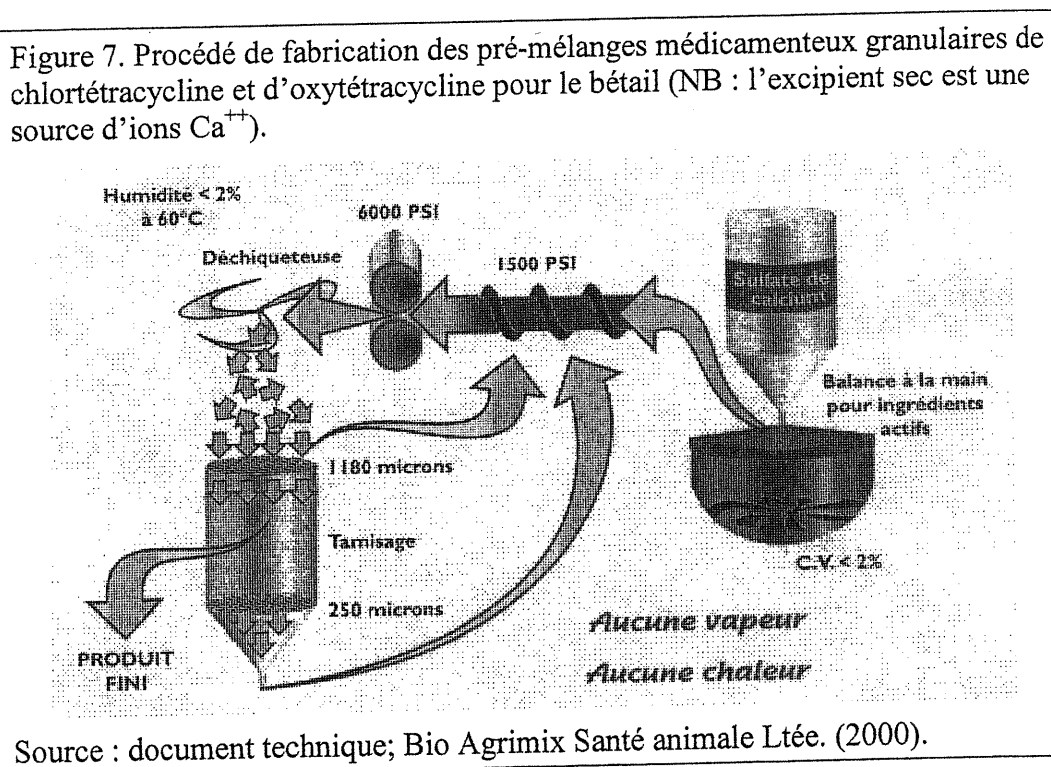 Figure 7. Procédé de fabrication des pré-mélanges médicamenteux granulaires de
chlortétracycline et d'oxytétracycline pour le bétail (NB : l'excipient sec est une
source d'ions Ca⁺⁺).
Humidité < 2%
à 60°C
6000 PSI
Déchiqueteuse
1500 PSI
Sulfate de
calcium
Balance à la main
pour ingrédients
actifs
1180 microns
Tamisage
C.V. < 2%
250 microns
Aucune vapeur
PRODUIT
FINI
Aucune chaleur
Source : document technique; Bio Agrimix Santé animale Ltée. (2000).